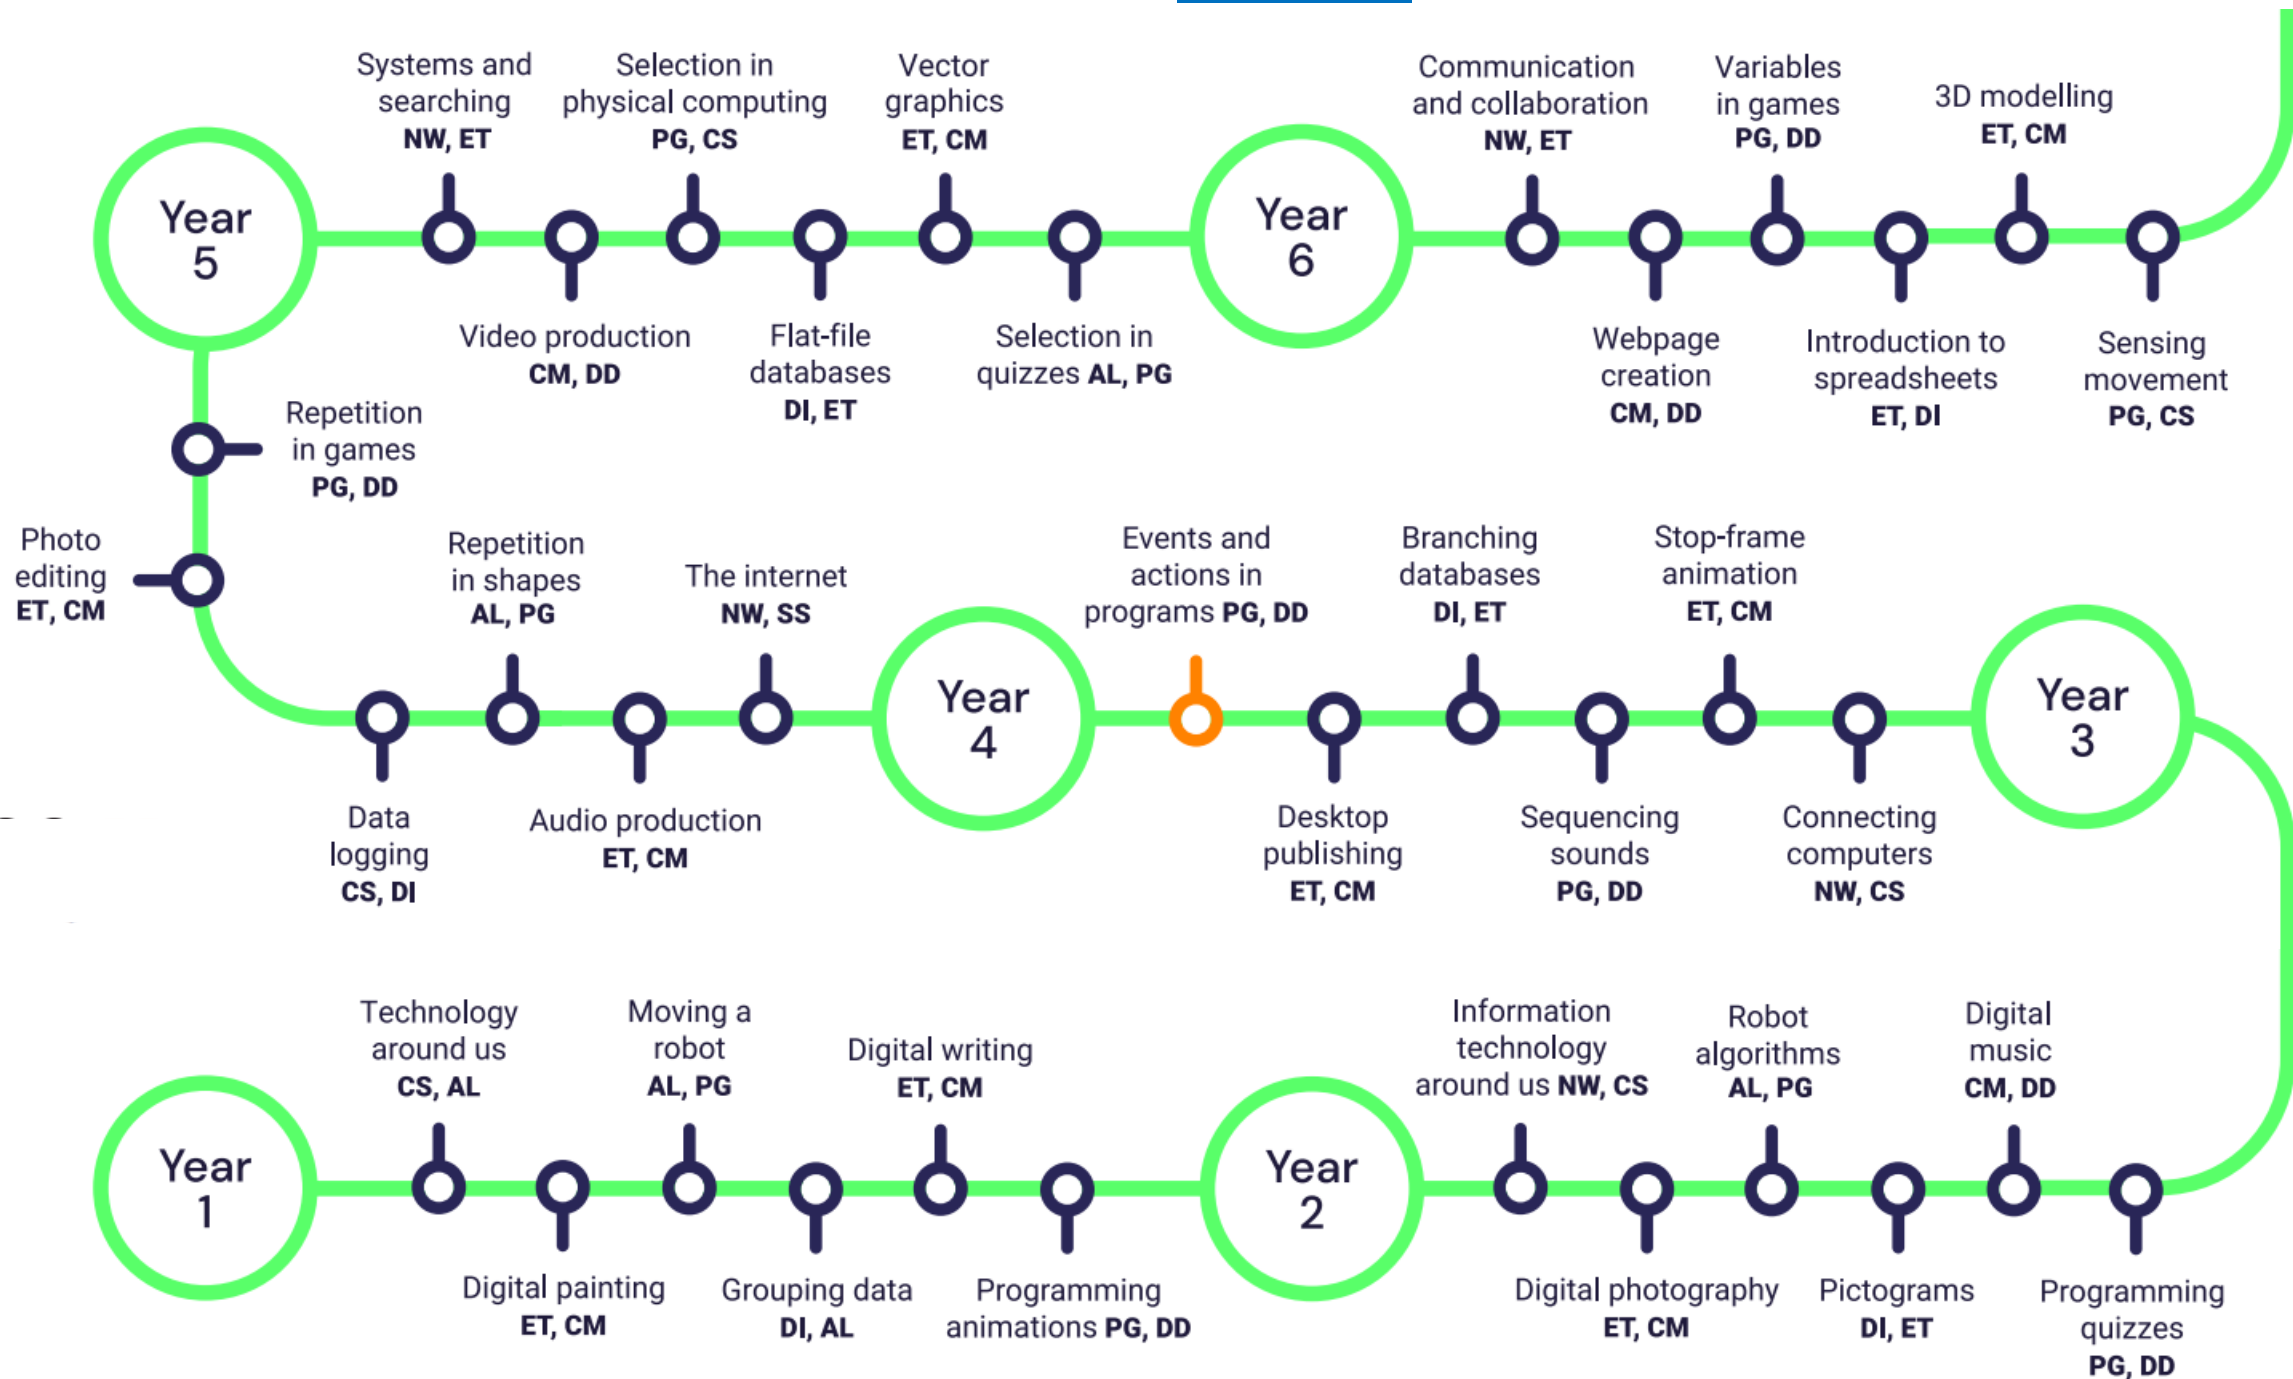 Systems and
searching
NW, ET
Selection in
physical computing
PG, CS
Vector
graphics
ET, CM
Communication
and collaboration
NW, ET
Variables
in games
PG, DD
3D modelling
ET, CM
Year
5
Year
6
Video production
CM, DD
Flat-file
databases
DI, ET
Selection in
quizzes AL, PG
Webpage
creation
CM, DD
Introduction to
spreadsheets
ET, DI
Sensing
movement
PG, CS
Repetition
in games
PG, DD
Photo
editing
ET, CM
Repetition
in shapes
AL, PG
The internet
NW, SS
Events and
actions in
programs PG, DD
Branching
databases
DI, ET
Stop-frame
animation
ET, CM
Year
4
Year
3
Data
logging
CS, DI
Audio production
ET, CM
Desktop
publishing
ET, CM
Sequencing
sounds
PG, DD
Connecting
computers
NW, CS
Technology
around us
CS, AL
Moving a
robot
AL, PG
Digital writing
ET, CM
Information
technology
around us NW, CS
Robot
algorithms
AL, PG
Digital
music
CM, DD
Year
1
Year
2
Digital painting
ET, CM
Grouping data
DI, AL
Programming
animations PG, DD
Digital photography
ET, CM
Pictograms
DI, ET
Programming
quizzes
PG, DD